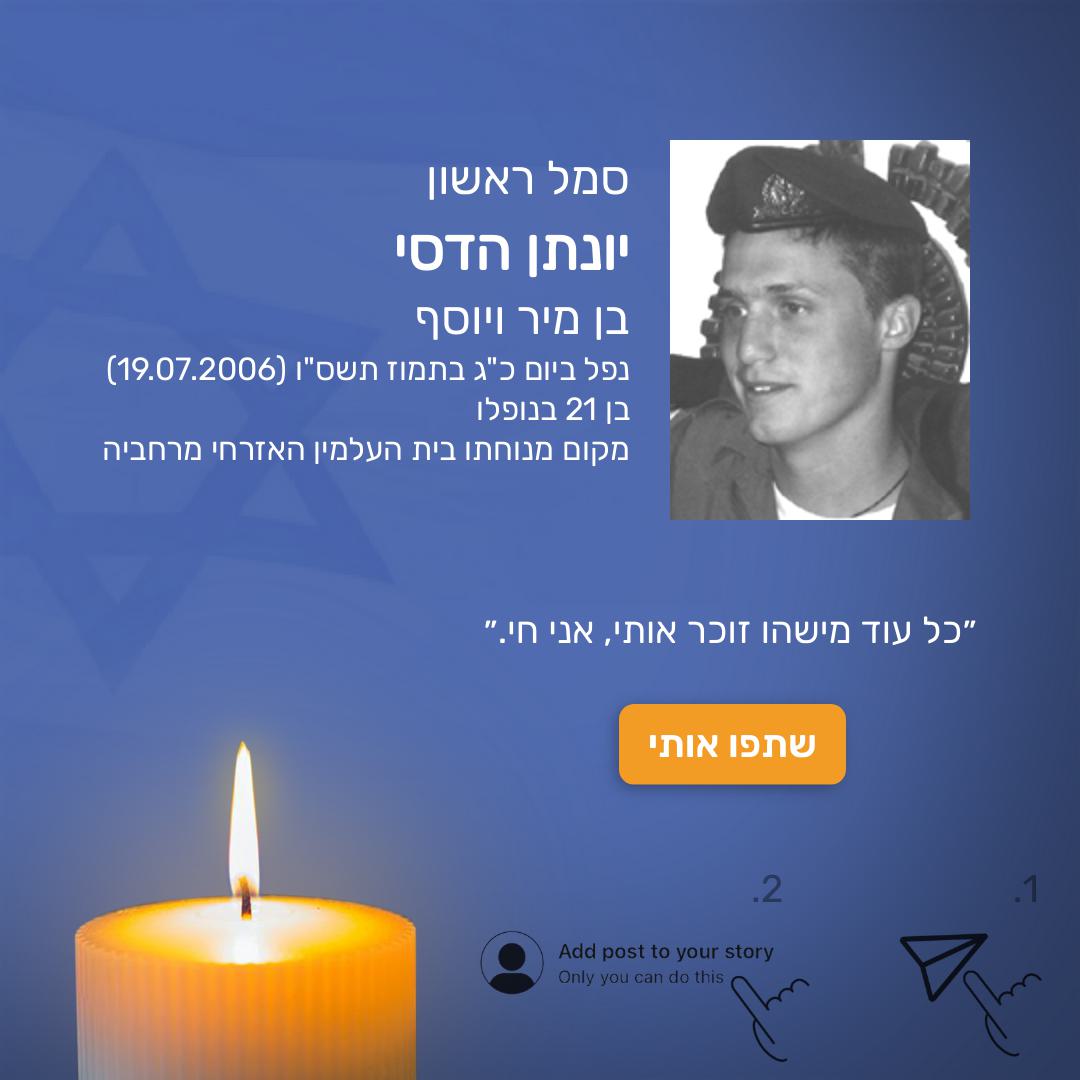 סמל ראשון
יונתן הדסי
בן מיר ויוסף
נפל ביום כ"ג בתמוז תשס"ו (19.07.2006)
בן 21 בנופלו
מקום מנוחתו בית העלמין האזרחי מרחביה
״כל עוד מישהו זוכר אותי, אני חי.״
שתפו אותי
1.
2.
Add post to your story
Only you can do this